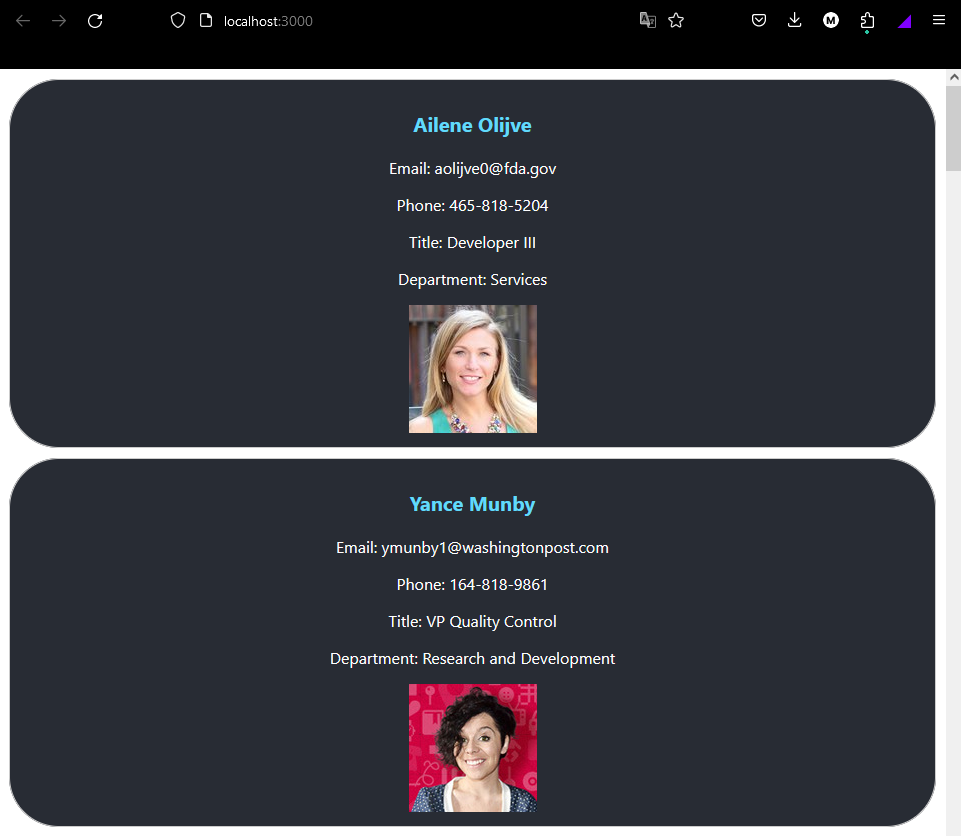 localhost:3000
M
Ailene Olijve
Email: aolijve0@fda.gov
Phone: 465-818-5204
Title: Developer III
Department: Services
Yance Munby
Email: ymunby1@washingtonpost.com
Phone: 164-818-9861
Title: VP Quality Control
Department: Research and Development